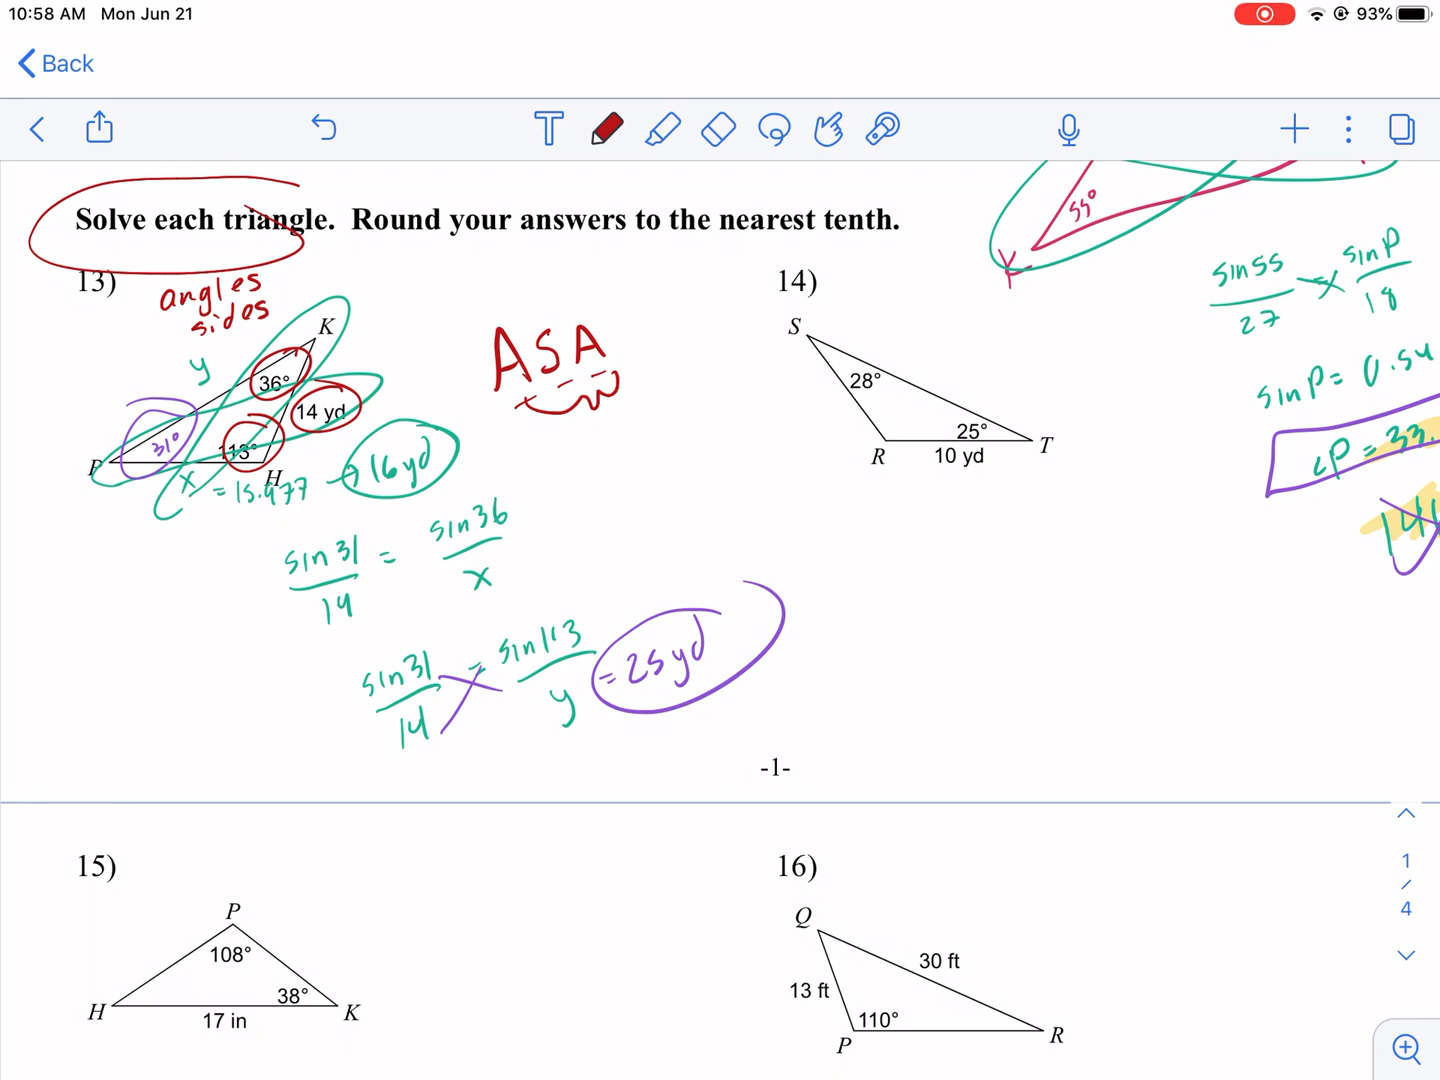 10:58 AM Mon Jun 21
93%
Back
Solve each triangle. Round your answers to the nearest tenth.
13)
angles
sides
K
y
36°
14 yd
31°
113°
P
H
x = 15.977 → 16 yd
ASA
sin 31 / 14 = sin 36 / x
sin 31 / 14 = sin 113 / y = 25 yd
14)
S
28°
25°
R
10 yd
T
55°
K
sin 55 / 27 = sin P / 18
sin P = 0.54
∠P = 33.
-1-
15)
P
108°
38°
H
17 in
K
16)
Q
30 ft
13 ft
110°
P
R
1
/
4